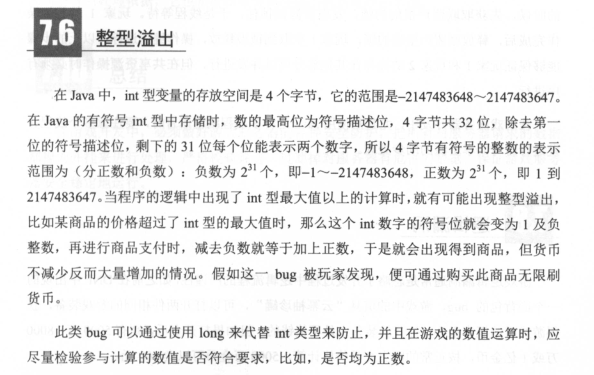 7.6 整型溢出
在 Java 中，int 型变量的存放空间是 4 个字节，它的范围是–2147483648～2147483647。
在 Java 的有符号 int 型中存储时，数的最高位为符号描述位，4 字节共 32 位，除去第一
位的符号描述位，剩下的 31 位每个位能表示两个数字，所以 4 字节有符号的整数的表示
范围为（分正数和负数）：负数为 2³¹ 个，即–1～–2147483648，正数为 2³¹ 个，即 1 到
2147483647。当程序的逻辑中出现了 int 型最大值以上的计算时，就有可能出现整型溢出，
比如某商品的价格超过了 int 型的最大值时，那么这个 int 数字的符号位就会变为 1 及负
整数，再进行商品支付时，减去负数就等于加上正数，于是就会出现得到商品，但货币
不减少反而大量增加的情况。假如这一 bug 被玩家发现，便可通过购买此商品无限刷
货币。
此类 bug 可以通过使用 long 来代替 int 类型来防止，并且在游戏的数值运算时，应
尽量检验参与计算的数值是否符合要求，比如，是否均为正数。